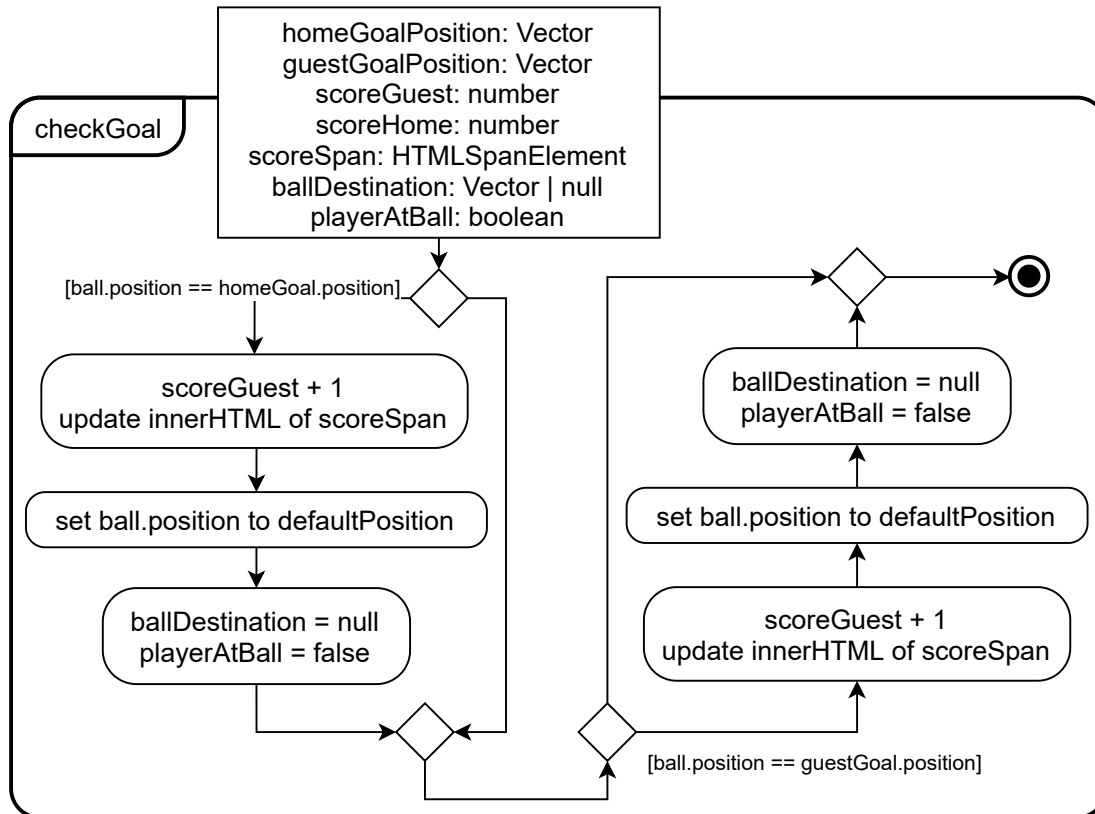 homeGoalPosition: Vector
guestGoalPosition: Vector
scoreGuest: number
scoreHome: number
scoreSpan: HTMLSpanElement
ballDestination: Vector | null
playerAtBall: boolean
checkGoal
[ball.position == homeGoal.position]
scoreGuest + 1
update innerHTML of scoreSpan
set ball.position to defaultPosition
ballDestination = null
playerAtBall = false
ballDestination = null
playerAtBall = false
set ball.position to defaultPosition
scoreGuest + 1
update innerHTML of scoreSpan
[ball.position == guestGoal.position]